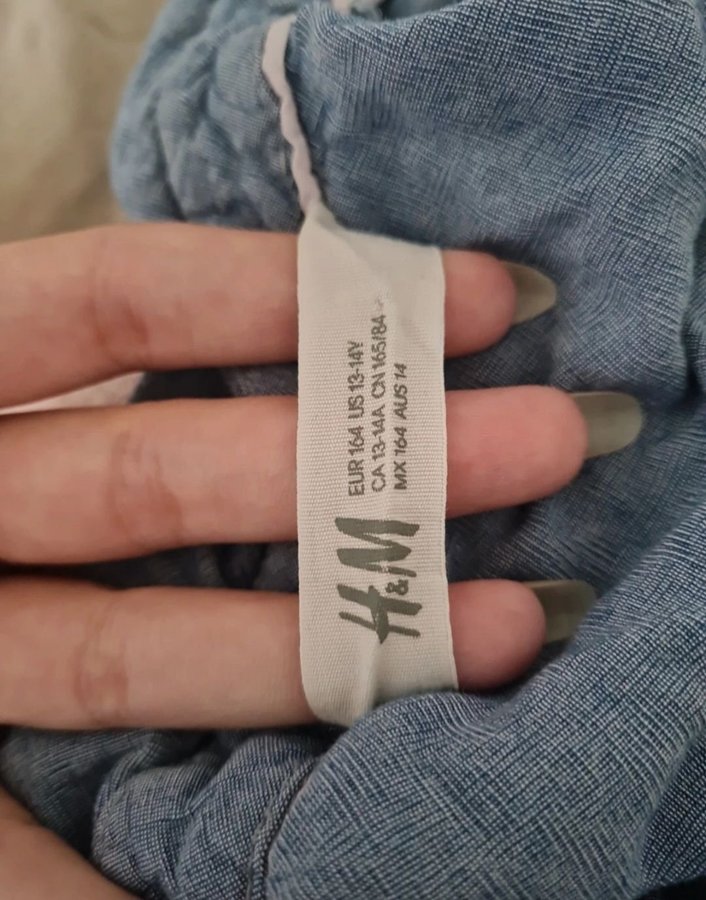 H&M
EUR 164 US 13-14Y
CA 13-14A CN 165/84
MX 164 AUS 14